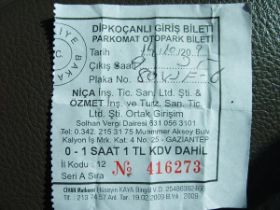 DİPKOÇANLI GİRİŞ BİLETİ
PARKOMAT OTOPARK BİLETİ
Tarih
Çıkış Saati
Plaka No.
NİÇA İnş. Tic. San. Ltd. Şti. &
ÖZMET İnş. ve Turz. San. Tic
Ltd. Şti. Ortak Girişim
Solhan Vergi Dairesi 631 056 3101
Tel: 0.342 215 31 75 Muammer Aksoy Bulv.
Kalyon İş Mrk. Kat: 4 No: 25 - GAZİANTEP
0 - 1 SAAT 1 TL KDV DAHİL
İl Kodu : 12
Seri A Sıra
№ 416273